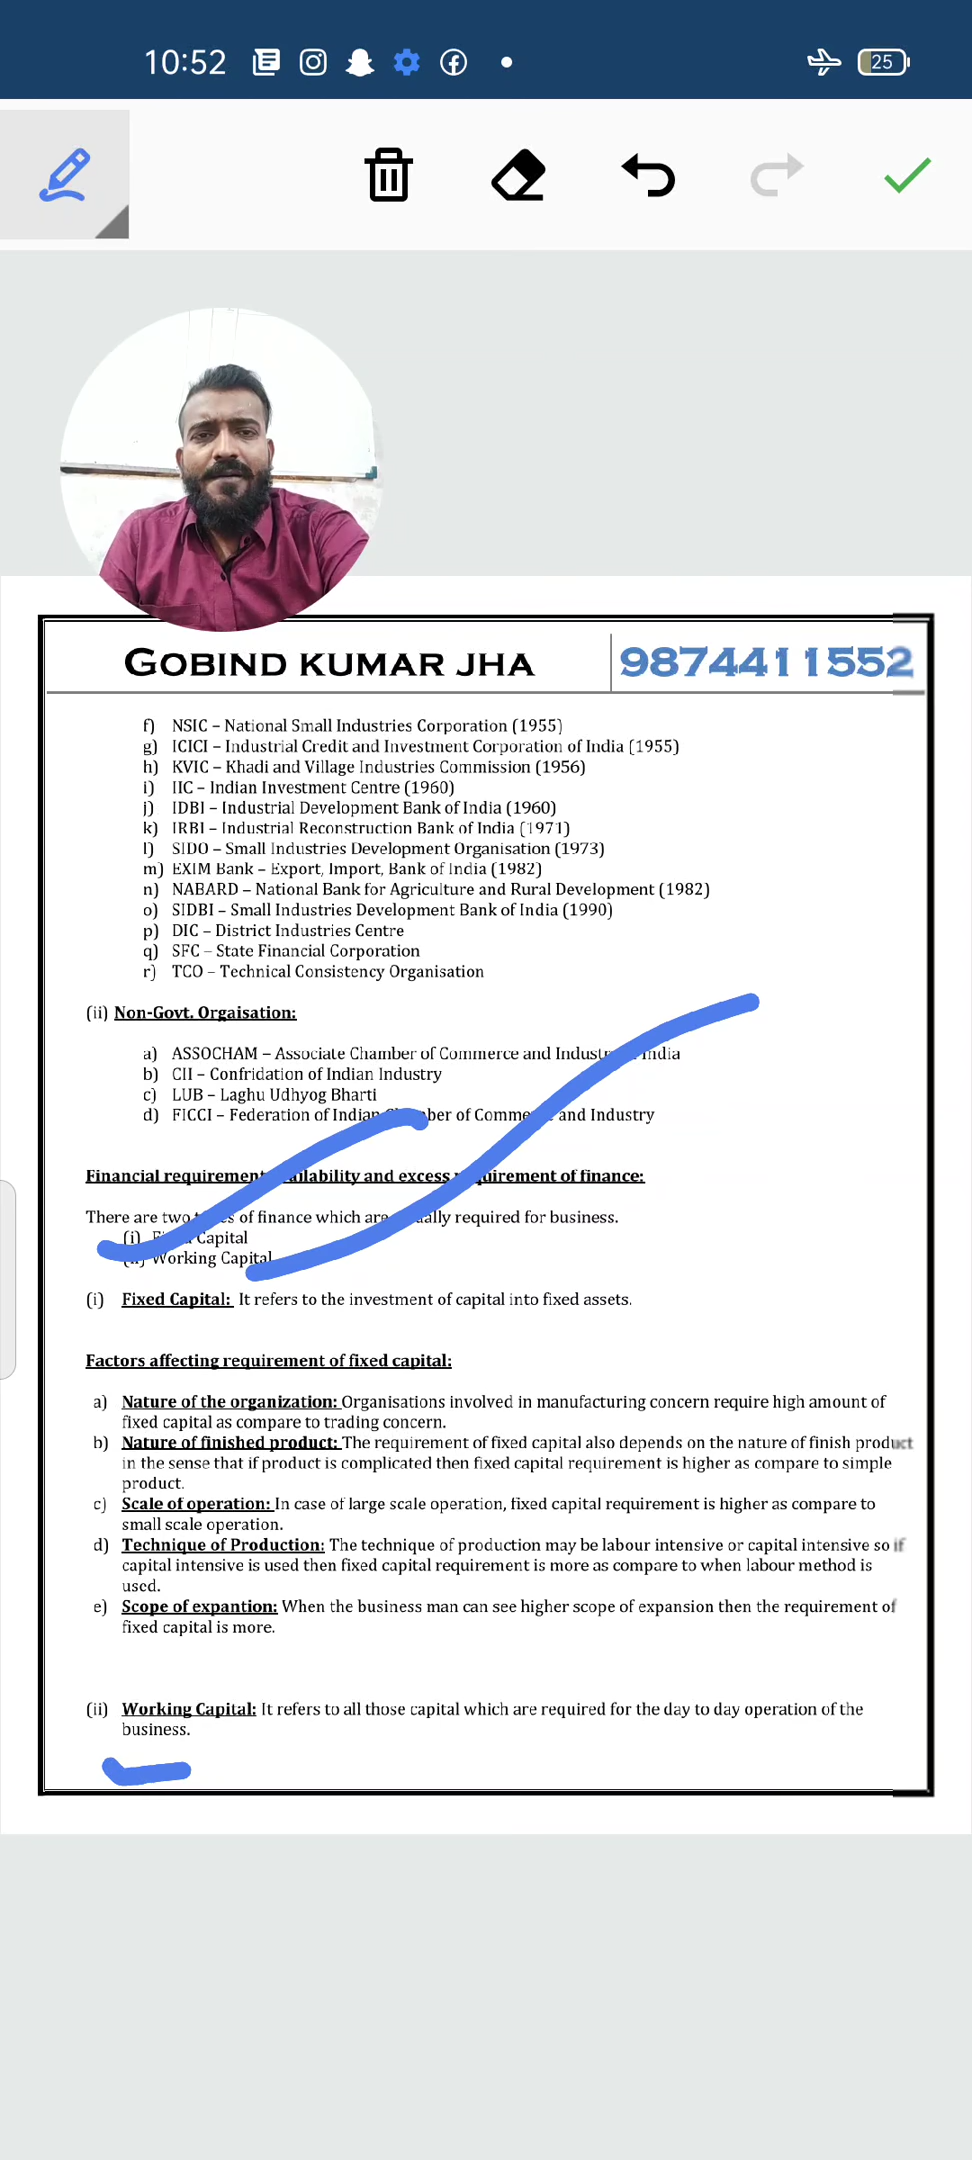 10:52
25
GOBIND KUMAR JHA
9874411552
f) NSIC – National Small Industries Corporation (1955)
g) ICICI – Industrial Credit and Investment Corporation of India (1955)
h) KVIC – Khadi and Village Industries Commission (1956)
i) IIC – Indian Investment Centre (1960)
j) IDBI – Industrial Development Bank of India (1960)
k) IRBI – Industrial Reconstruction Bank of India (1971)
l) SIDO – Small Industries Development Organisation (1973)
m) EXIM Bank – Export, Import, Bank of India (1982)
n) NABARD – National Bank for Agriculture and Rural Development (1982)
o) SIDBI – Small Industries Development Bank of India (1990)
p) DIC – District Industries Centre
q) SFC – State Financial Corporation
r) TCO – Technical Consistency Organisation
(ii) Non-Govt. Orgaisation:
a) ASSOCHAM – Associate Chamber of Commerce and India
b) CII – Confridation of Indian Industry
c) LUB – Laghu Udhyog Bharti
d) FICCI – Federation of Indian Chamber of Commerce and Industry
Financial requirement availability and excess requirement of finance:
There are two types of finance which are usually required for business.
(i) Fixed Capital
(ii) Working Capital
(i) Fixed Capital: It refers to the investment of capital into fixed assets.
Factors affecting requirement of fixed capital:
a) Nature of the organization: Organisations involved in manufacturing concern require high amount of
fixed capital as compare to trading concern.
b) Nature of finished product: The requirement of fixed capital also depends on the nature of finish product
in the sense that if product is complicated then fixed capital requirement is higher as compare to simple
product.
c) Scale of operation: In case of large scale operation, fixed capital requirement is higher as compare to
small scale operation.
d) Technique of Production: The technique of production may be labour intensive or capital intensive so if
capital intensive is used then fixed capital requirement is more as compare to when labour method is
used.
e) Scope of expantion: When the business man can see higher scope of expansion then the requirement of
fixed capital is more.
(ii) Working Capital: It refers to all those capital which are required for the day to day operation of the
business.